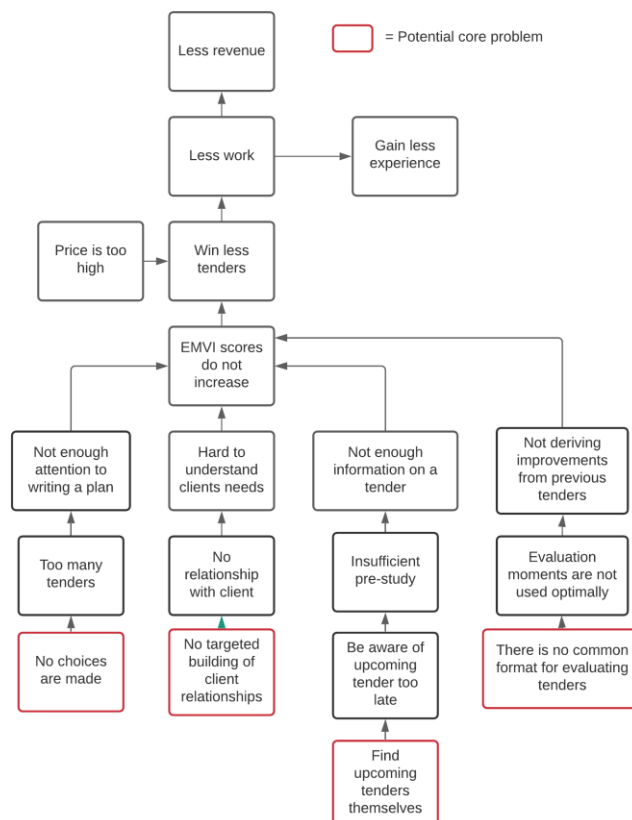 Less revenue
= Potential core problem
Less work
Gain less
experience
Price is too
high
Win less
tenders
EMVI scores
do not
increase
Not enough
attention to
writing a plan
Hard to
understand
clients needs
Not enough
information on a
tender
Not deriving
improvements
from previous
tenders
Too many
tenders
No
relationship
with client
Insufficient
pre-study
Evaluation
moments are not
used optimally
No choices
are made
No targeted
building of
client
relationships
Be aware of
upcoming
tender too
late
There is no common
format for evaluating
tenders
Find
upcoming
tenders
themselves